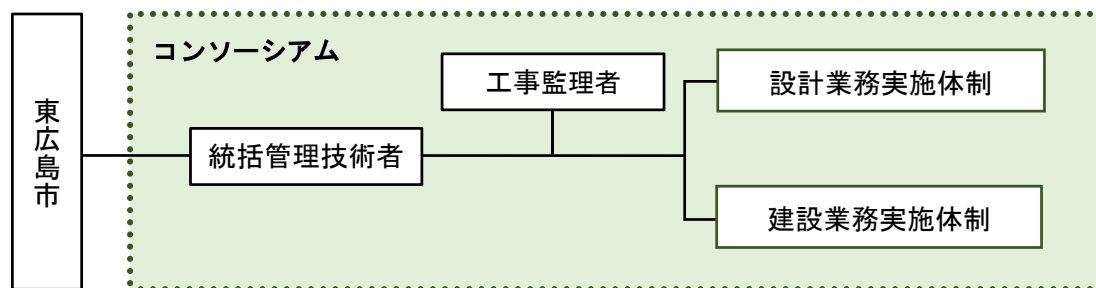 東広島市
コンソーシアム
工事監理者
統括管理技術者
設計業務実施体制
建設業務実施体制